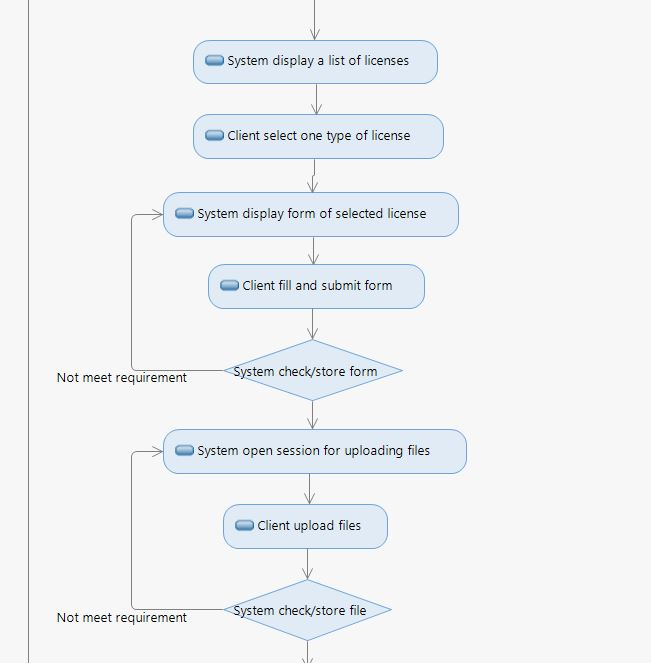 System display a list of licenses
Client select one type of license
System display form of selected license
Client fill and submit form
System check/store form
Not meet requirement
System open session for uploading files
Client upload files
System check/store file
Not meet requirement